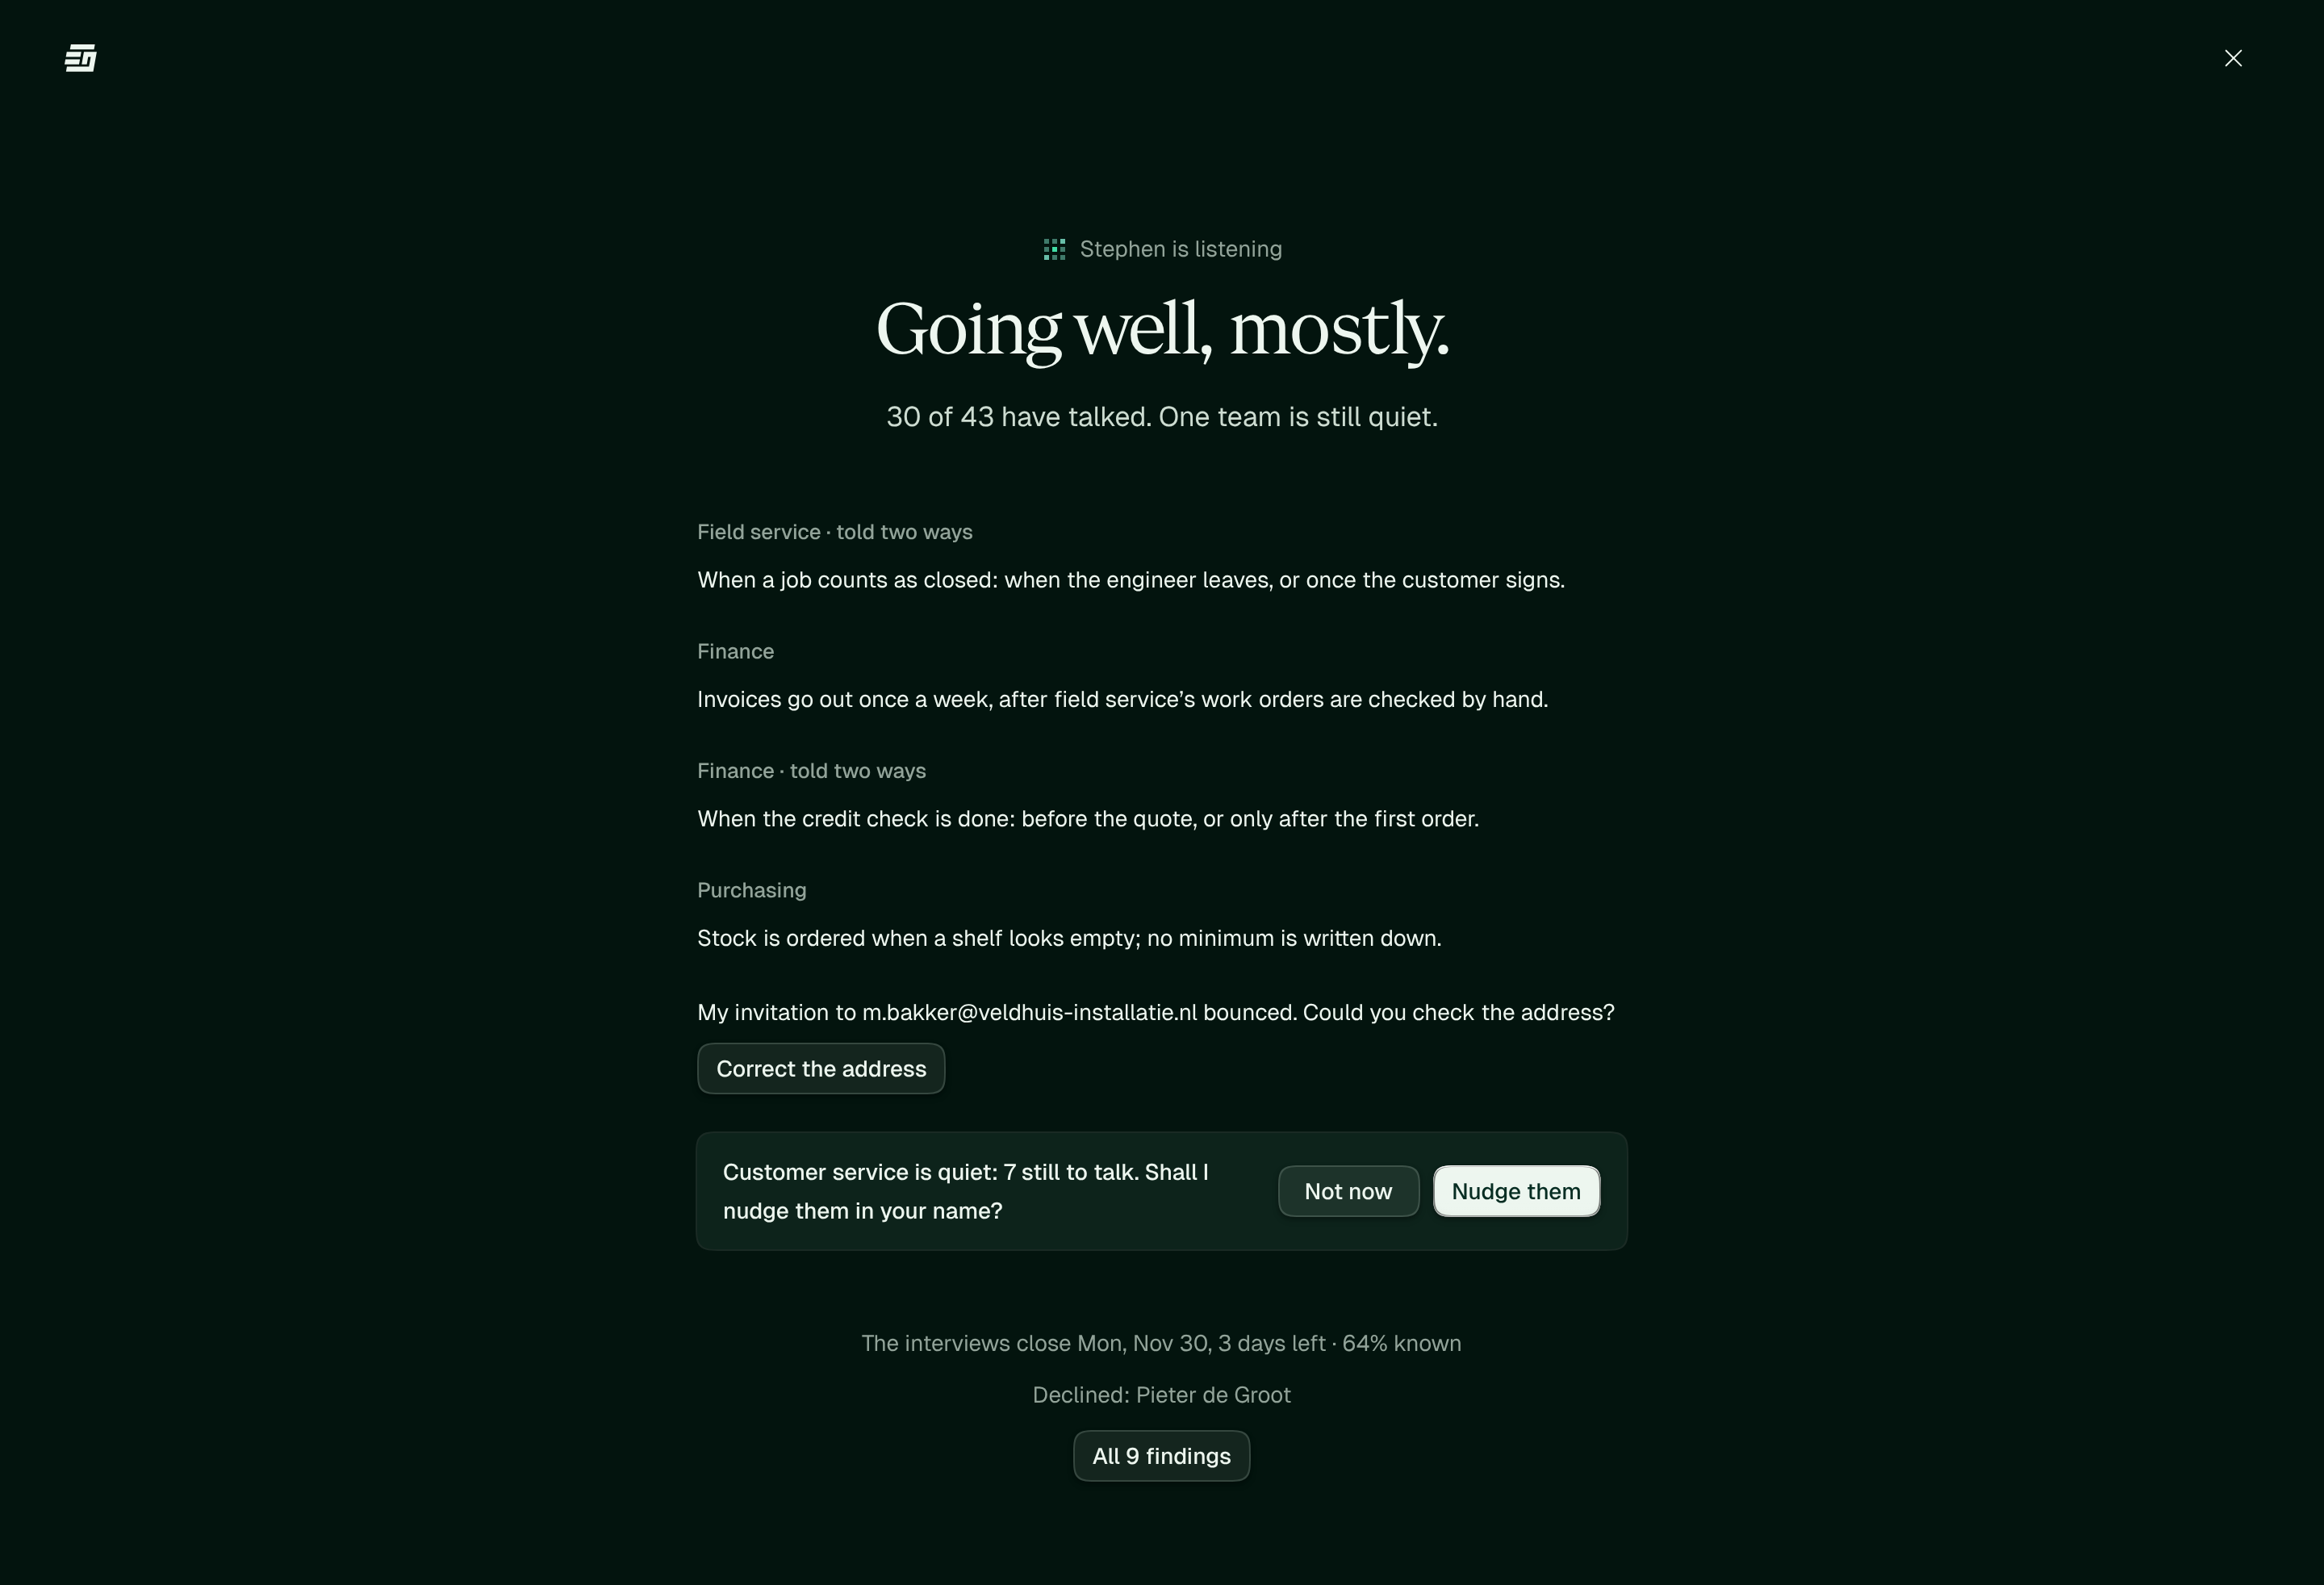 Stephen is listening
Going well, mostly.
30 of 43 have talked. One team is still quiet.
Field service · told two ways
When a job counts as closed: when the engineer leaves, or once the customer signs.
Finance
Invoices go out once a week, after field service’s work orders are checked by hand.
Finance · told two ways
When the credit check is done: before the quote, or only after the first order.
Purchasing
Stock is ordered when a shelf looks empty; no minimum is written down.
My invitation to m.bakker@veldhuis-installatie.nl bounced. Could you check the address?
Correct the address
Customer service is quiet: 7 still to talk. Shall I
nudge them in your name?
Not now
Nudge them
The interviews close Mon, Nov 30, 3 days left · 64% known
Declined: Pieter de Groot
All 9 findings